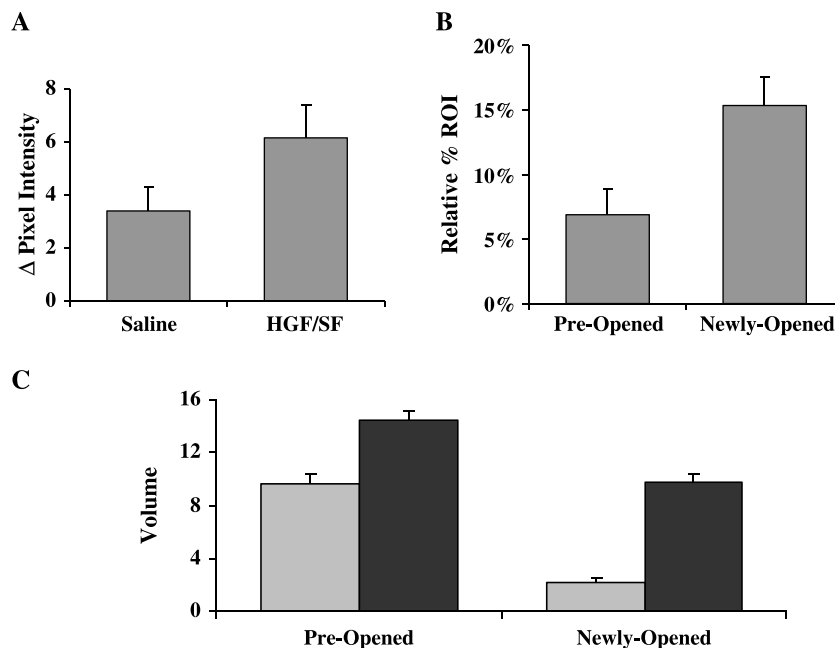 A
Δ Pixel Intensity
8
6
4
2
0
Saline
HGF/SF
B
Relative % ROI
20%
15%
10%
5%
0%
Pre-Opened
Newly-Opened
C
Volume
16
12
8
4
0
Pre-Opened
Newly-Opened